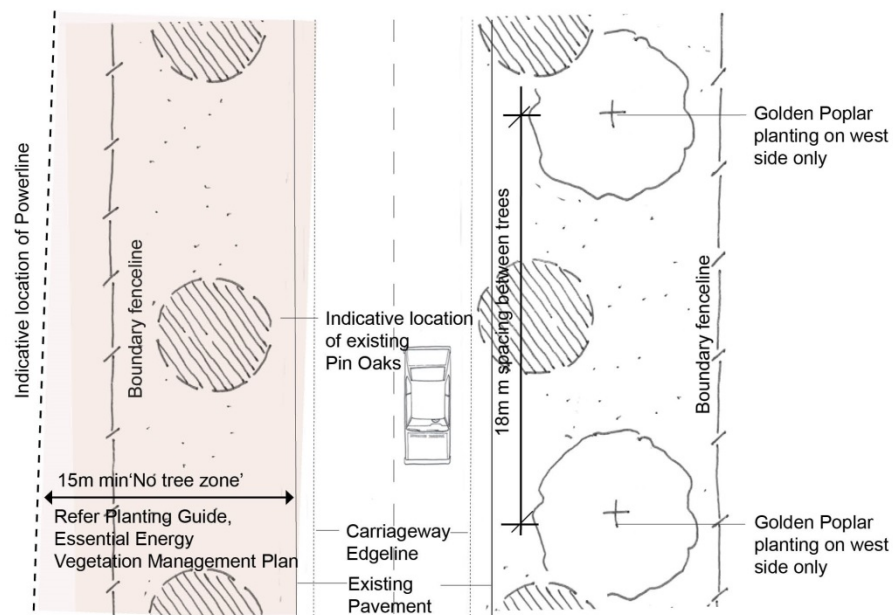 Indicative location of Powerline
Boundary fenceline
15m min'No tree zone'
Refer Planting Guide,
Essential Energy
Vegetation Management Plan
Indicative location
of existing
Pin Oaks
Carriageway
Edgeline
Existing
Pavement
18m m spacing between trees
Boundary fenceline
Golden Poplar
planting on west
side only
Golden Poplar
planting on west
side only